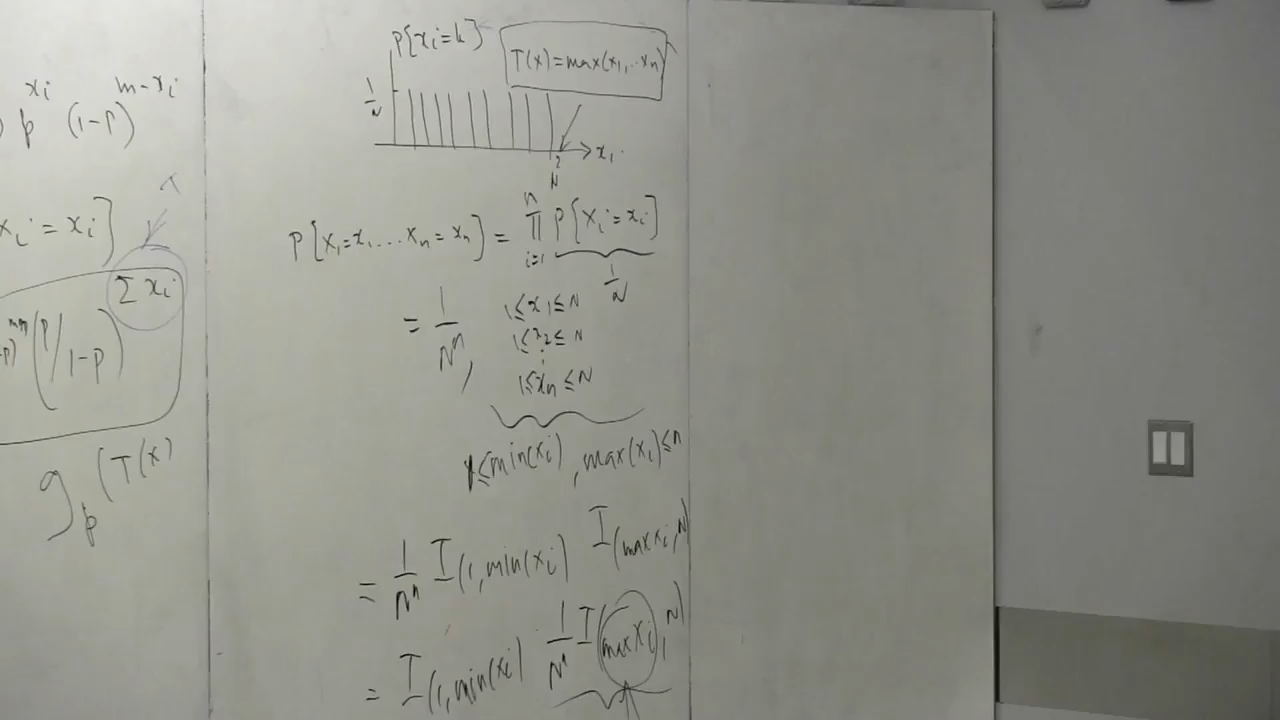 xi m-xi
p (1-p)
xi = xi]
Σ xi
(p/1-p)
g_p (T(x)
P{xi=k}
T(x)=max(x1,..xn)
1/N
x1
N
P[X1=x1....Xn=xn] = n∏i=1 P{Xi=xi}
1/N
= 1/N^n, 1≤x1≤N
1≤x2≤N
⋮
1≤xn≤N
1≤min(xi), max(xi)≤n
= 1/N^n I(1,min(xi) I(max xi,N)
= I(1,min(xi) 1/N^n I(max xi,N)